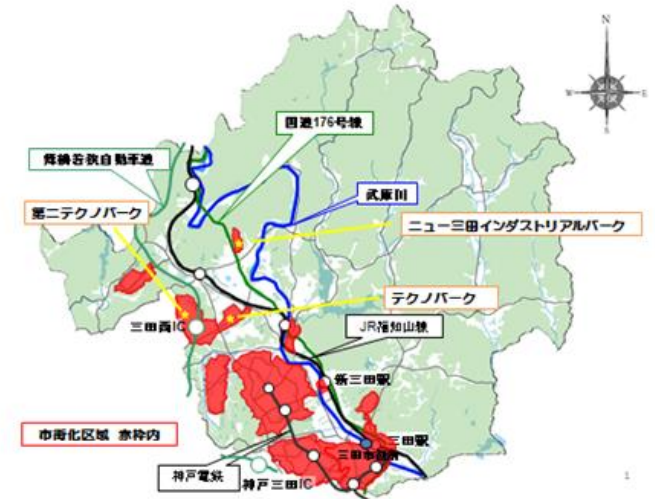 N
W
E
S
国道176号線
舞鶴若狭自動車道
武庫川
第二テクノパーク
ニュー三田インダストリアルパーク
テクノパーク
三田西IC
JR福知山線
新三田駅
市街化区域 赤枠内
三田駅
三田市役所
神戸電鉄
神戸三田IC
1